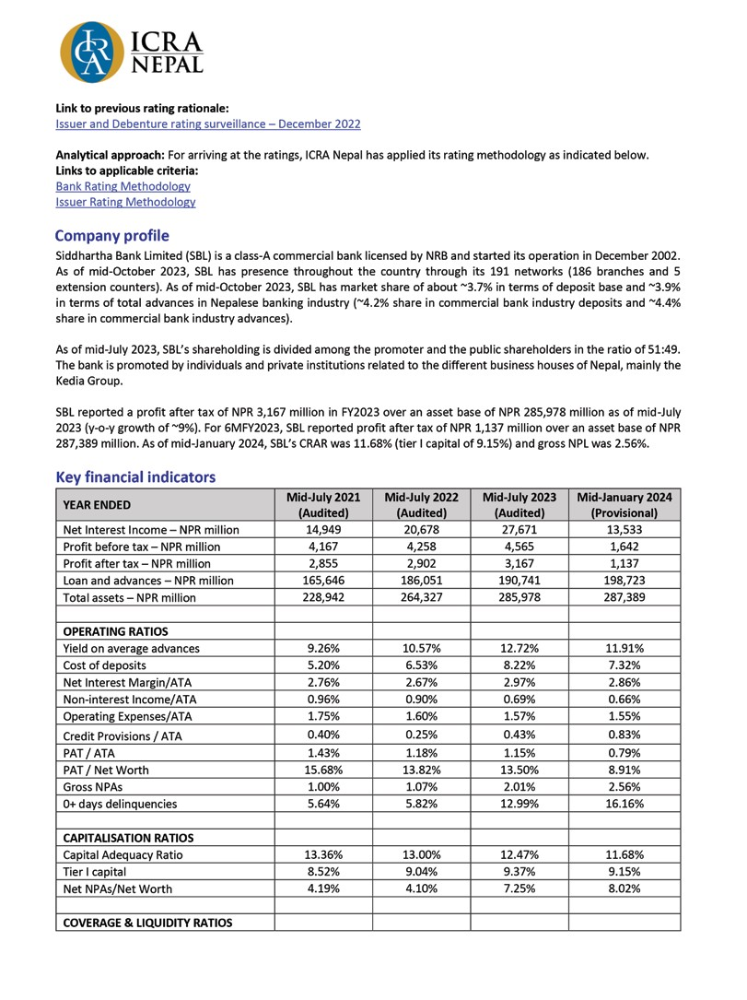 ICRA
ICRA
NEPAL
Link to previous rating rationale:
Issuer and Debenture rating surveillance – December 2022
Analytical approach: For arriving at the ratings, ICRA Nepal has applied its rating methodology as indicated below.
Links to applicable criteria:
Bank Rating Methodology
Issuer Rating Methodology
Company profile
Siddhartha Bank Limited (SBL) is a class-A commercial bank licensed by NRB and started its operation in December 2002.
As of mid-October 2023, SBL has presence throughout the country through its 191 networks (186 branches and 5
extension counters). As of mid-October 2023, SBL has market share of about ~3.7% in terms of deposit base and ~3.9%
in terms of total advances in Nepalese banking industry (~4.2% share in commercial bank industry deposits and ~4.4%
share in commercial bank industry advances).
As of mid-July 2023, SBL's shareholding is divided among the promoter and the public shareholders in the ratio of 51:49.
The bank is promoted by individuals and private institutions related to the different business houses of Nepal, mainly the
Kedia Group.
SBL reported a profit after tax of NPR 3,167 million in FY2023 over an asset base of NPR 285,978 million as of mid-July
2023 (y-o-y growth of ~9%). For 6MFY2023, SBL reported profit after tax of NPR 1,137 million over an asset base of NPR
287,389 million. As of mid-January 2024, SBL's CRAR was 11.68% (tier I capital of 9.15%) and gross NPL was 2.56%.
Key financial indicators
YEAR ENDED Mid-July 2021 (Audited) Mid-July 2022 (Audited) Mid-July 2023 (Audited) Mid-January 2024 (Provisional)
Net Interest Income – NPR million 14,949 20,678 27,671 13,533
Profit before tax – NPR million 4,167 4,258 4,565 1,642
Profit after tax – NPR million 2,855 2,902 3,167 1,137
Loan and advances – NPR million 165,646 186,051 190,741 198,723
Total assets – NPR million 228,942 264,327 285,978 287,389
OPERATING RATIOS
Yield on average advances 9.26% 10.57% 12.72% 11.91%
Cost of deposits 5.20% 6.53% 8.22% 7.32%
Net Interest Margin/ATA 2.76% 2.67% 2.97% 2.86%
Non-interest Income/ATA 0.96% 0.90% 0.69% 0.66%
Operating Expenses/ATA 1.75% 1.60% 1.57% 1.55%
Credit Provisions / ATA 0.40% 0.25% 0.43% 0.83%
PAT / ATA 1.43% 1.18% 1.15% 0.79%
PAT / Net Worth 15.68% 13.82% 13.50% 8.91%
Gross NPAs 1.00% 1.07% 2.01% 2.56%
0+ days delinquencies 5.64% 5.82% 12.99% 16.16%
CAPITALISATION RATIOS
Capital Adequacy Ratio 13.36% 13.00% 12.47% 11.68%
Tier I capital 8.52% 9.04% 9.37% 9.15%
Net NPAs/Net Worth 4.19% 4.10% 7.25% 8.02%
COVERAGE & LIQUIDITY RATIOS